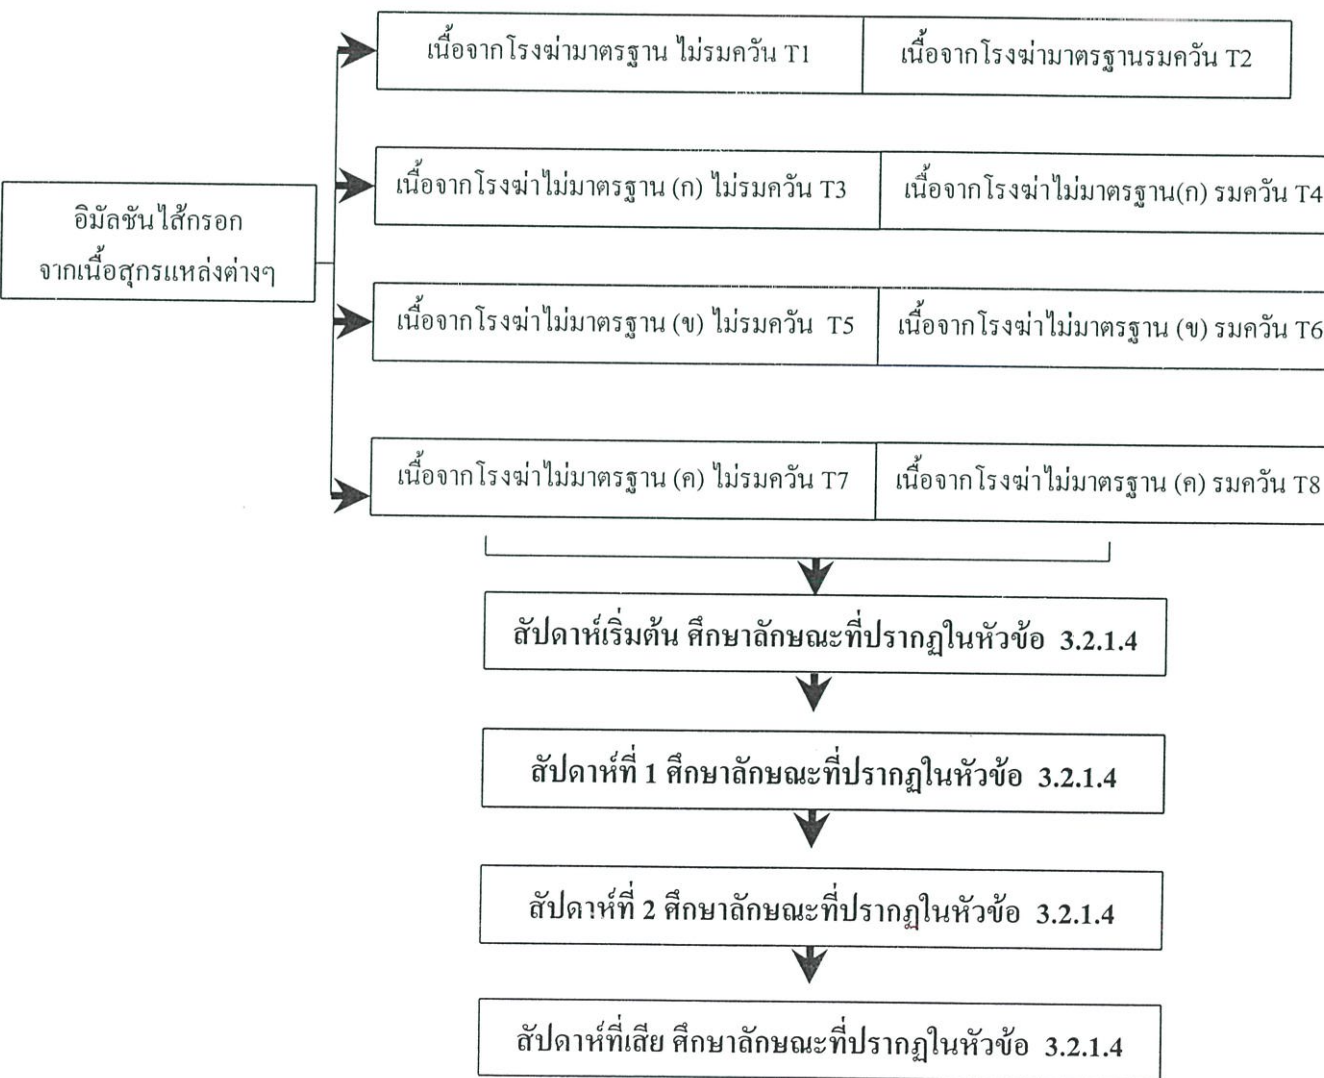 เนื้อจากโรงฆ่ามาตรฐาน ไม่รมควัน T1
เนื้อจากโรงฆ่ามาตรฐานรมควัน T2
เนื้อจากโรงฆ่าไม่มาตรฐาน (ก) ไม่รมควัน T3
เนื้อจากโรงฆ่าไม่มาตรฐาน(ก) รมควัน T4
อิมัลชันไส้กรอก
จากเนื้อสุกรแหล่งต่างๆ
เนื้อจากโรงฆ่าไม่มาตรฐาน (ข) ไม่รมควัน T5
เนื้อจากโรงฆ่าไม่มาตรฐาน (ข) รมควัน T6
เนื้อจากโรงฆ่าไม่มาตรฐาน (ค) ไม่รมควัน T7
เนื้อจากโรงฆ่าไม่มาตรฐาน (ค) รมควัน T8
สัปดาห์เริ่มต้น ศึกษาลักษณะที่ปรากฏในหัวข้อ 3.2.1.4
สัปดาห์ที่ 1 ศึกษาลักษณะที่ปรากฏในหัวข้อ 3.2.1.4
สัปดาห์ที่ 2 ศึกษาลักษณะที่ปรากฏในหัวข้อ 3.2.1.4
สัปดาห์ที่เสีย ศึกษาลักษณะที่ปรากฏในหัวข้อ 3.2.1.4